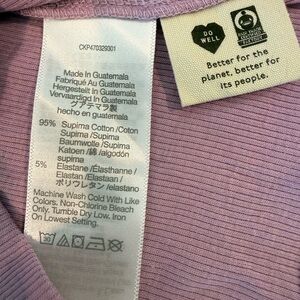 CKP470329001
Made in Guatemala
Fabriqué Au Guatemala
Hergestellt in Guatemala
Vervaardigd In Guatemala
グアテマラ製
hecho en guatemala
95% Supima Cotton /Coton
Supima / Supima
Baumwolle / Supima
Katoen / 綿 /algodón
supima
5% Elastane /Élasthanne /
Elastan /Elastaan /
ポリウレタン /elastano
Machine Wash Cold With Like
Colors. Non-Chlorine Bleach
Only. Tumble Dry Low. Iron
On Lowest Setting.
30
DO
WELL
Better for the
planet, better for
its people.